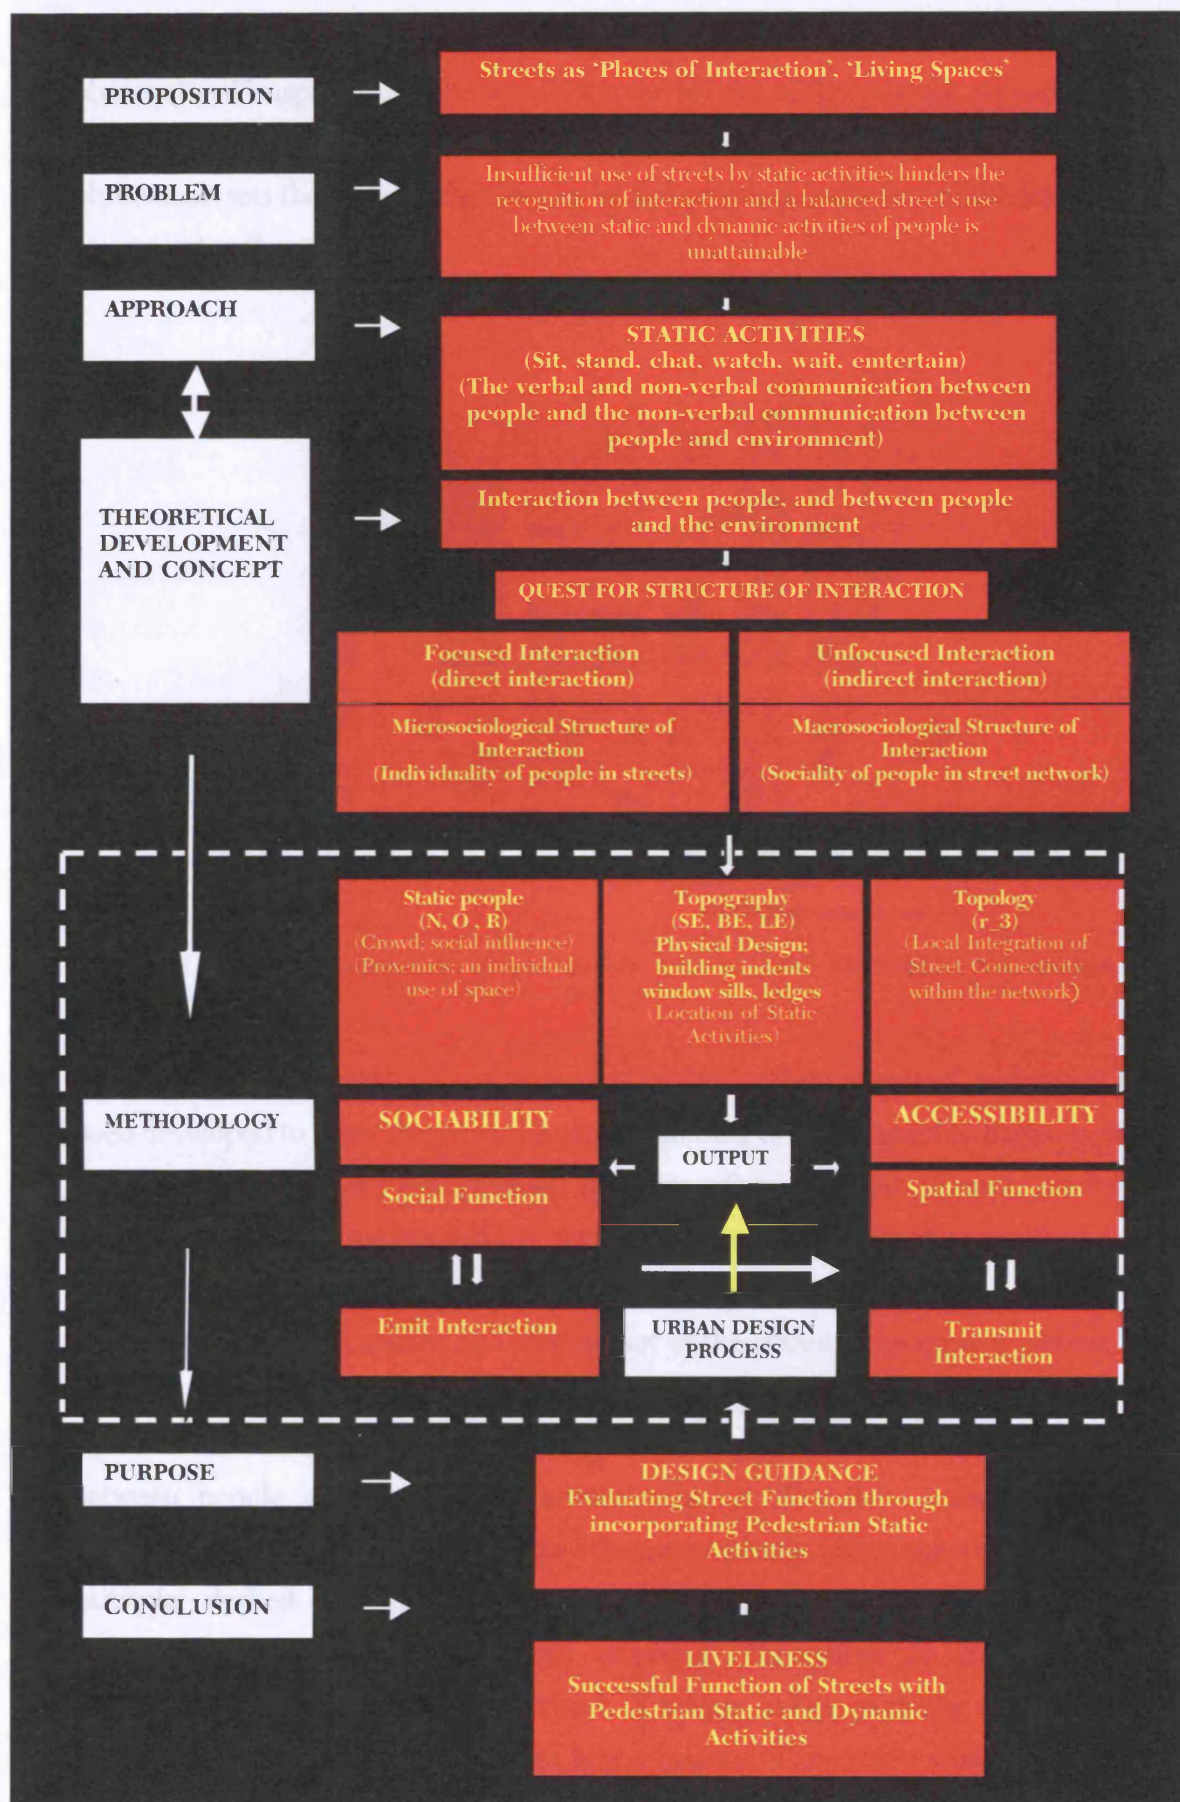 PROPOSITION
Streets as ‘Places of Interaction’, ‘Living Spaces’
PROBLEM
Insufficient use of streets by static activities hinders the
recognition of interaction and a balanced street's use
between static and dynamic activities of people is
unattainable
APPROACH
STATIC ACTIVITIES
(Sit, stand, chat, watch, wait, emtertain)
(The verbal and non-verbal communication between
people and the non-verbal communication between
people and environment)
THEORETICAL
DEVELOPMENT
AND CONCEPT
Interaction between people, and between people
and the environment
QUEST FOR STRUCTURE OF INTERACTION
Focused Interaction
(direct interaction)
Unfocused Interaction
(indirect interaction)
Microsociological Structure of
Interaction
(Individuality of people in streets)
Macrosociological Structure of
Interaction
(Sociality of people in street network)
Static people
(N, O , R)
(Crowd; social influence)
(Proxemics; an individual
use of space)
Topography
(SE, BE, LE)
Physical Design;
building indents
window sills, ledges
(Location of Static
Activities)
Topology
(r_3)
(Local Integration of
Street Connectivity
within the network)
METHODOLOGY
SOCIABILITY
OUTPUT
ACCESSIBILITY
Social Function
Spatial Function
Emit Interaction
URBAN DESIGN
PROCESS
Transmit
Interaction
PURPOSE
DESIGN GUIDANCE
Evaluating Street Function through
incorporating Pedestrian Static
Activities
CONCLUSION
LIVELINESS
Successful Function of Streets with
Pedestrian Static and Dynamic
Activities